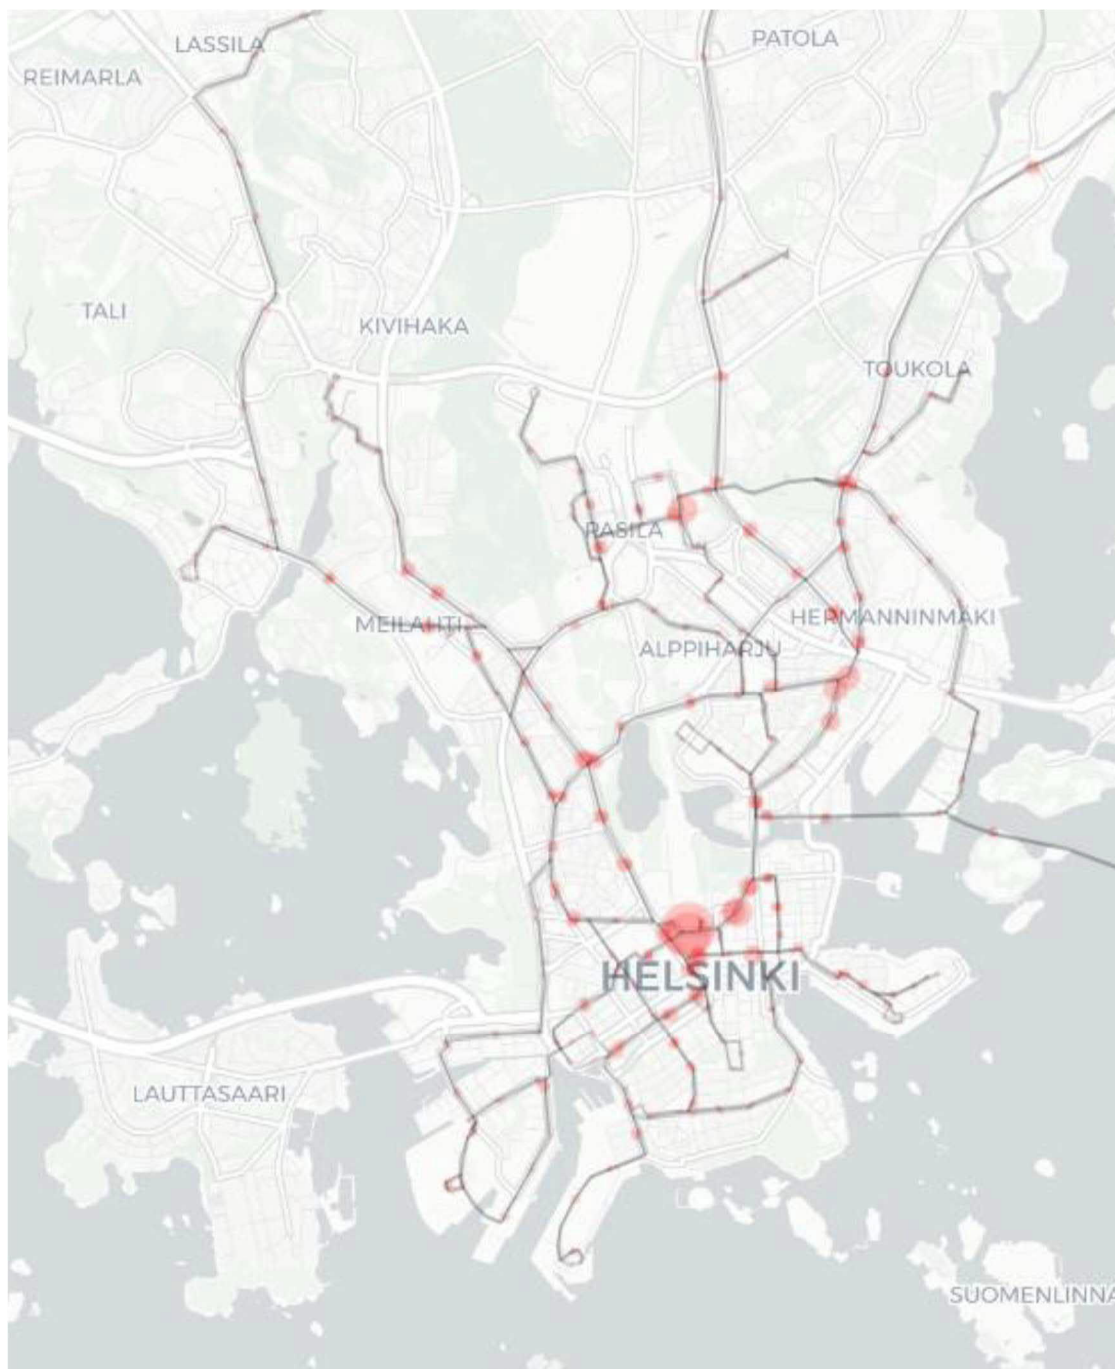 LASSILA
PATOLA
REIMARLA
TALI
KIVIHAKA
TOUKOLA
PASILA
MEILAHTI
HERMANNINMÄKI
ALPPIHARJU
HELSINKI
LAUTTASAARI
SUOMENLINNA